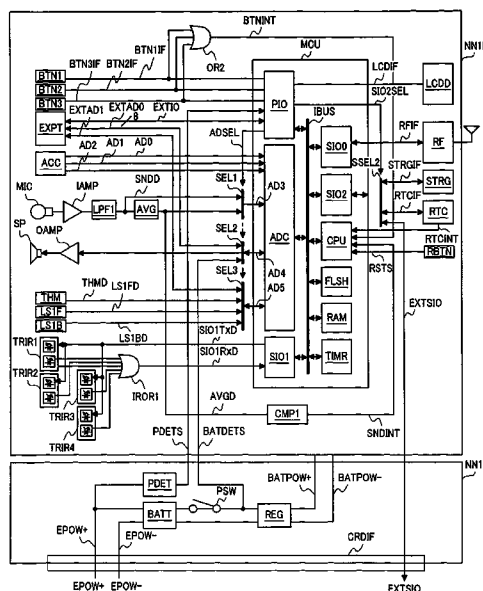 BTNINT
OR2
MCU
LCDIF
SIO2SEL
NN1
BTN3IF
BTN2IF
BTN1IF
BTN1
BTN2
BTN3
EXTAD1
EXTAD0
8
EXTIO
EXPT
PIO
LCDD
IBUS
ADSEL
SIO0
RFIF
RF
SSEL2
STRGIF
STRG
RTCIF
RTC
ACC
AD2
AD1
AD0
MIC
IAMP
LPF1
AVG
SNDD
SEL1
AD3
ADC
SIO2
CPU
RTCINT
RBTN
RSTS
SP
OAMP
SEL2
AD4
AD5
SEL3
FLSH
RAM
TIMR
EXTSIO
THM
LS1F
LS1B
THMD
LS1FD
LS1BD
SIO1TxD
SIO1RxD
SIO1
TRIR1
TRIR2
TRIR3
TRIR4
IROR1
AVGD
CMP1
SNDINT
PDETS
BATDETS
BATPOW+
BATPOW-
NN1
PDET
PSW
BATT
REG
EPOW+
EPOW-
CRDIF
EPOW+
EPOW-
EXTSIO